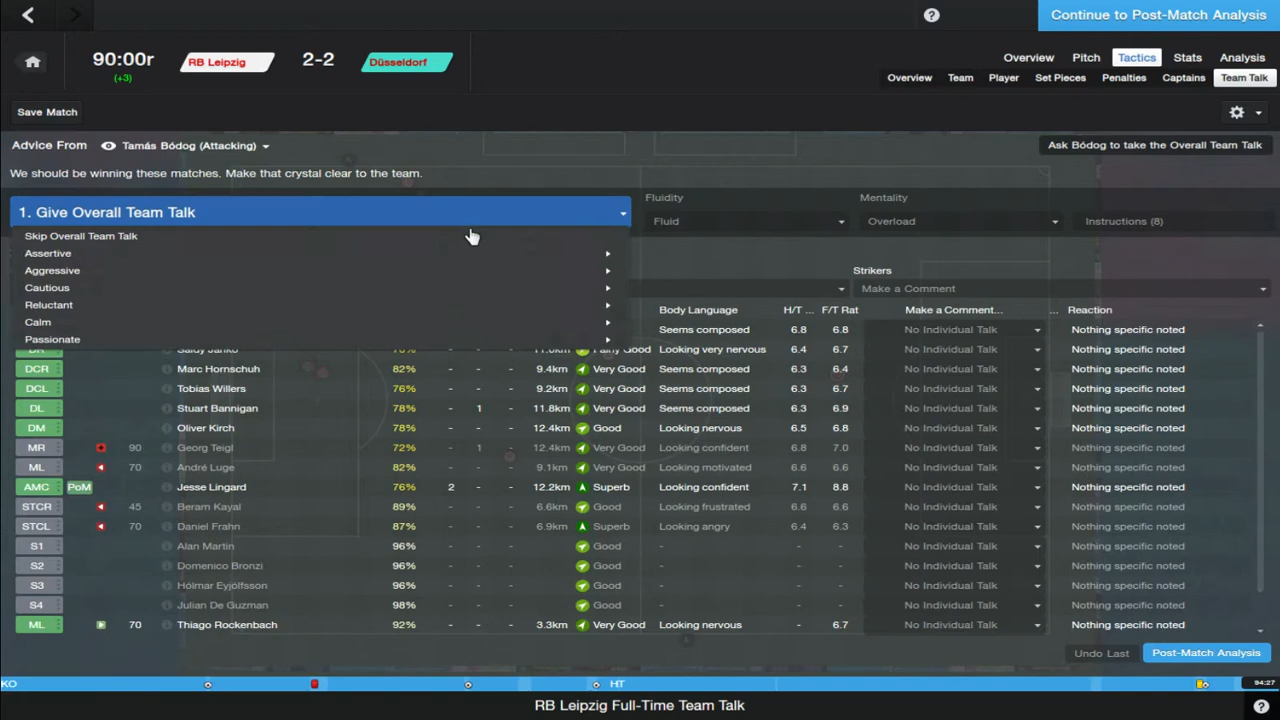 Continue to Post-Match Analysis
90:00r RB Leipzig 2-2 Düsseldorf
(+3)
Overview Pitch Tactics Stats Analysis
Overview Team Player Set Pieces Penalties Captains Team Talk
Save Match
Advice From Tamás Bódog (Attacking) Ask Bódog to take the Overall Team Talk
We should be winning these matches. Make that crystal clear to the team.
1. Give Overall Team Talk
Fluidity Mentality
Fluid Overload Instructions (8)
Skip Overall Team Talk
Assertive
Aggressive
Cautious
Reluctant
Calm
Passionate
Strikers
Make a Comment
Body Language H/T ... F/T Rat Make a Comment... ... Reaction
Seems composed 6.8 6.8 No Individual Talk Nothing specific noted
Looking very nervous 6.4 6.7 No Individual Talk Nothing specific noted
DCR Marc Hornschuh 82% - - - 9.4km Very Good Seems composed 6.3 6.4 No Individual Talk Nothing specific noted
DCL Tobias Willers 76% - - - 9.2km Very Good Seems composed 6.3 6.7 No Individual Talk Nothing specific noted
DL Stuart Bannigan 78% - 1 - 11.8km Very Good Seems composed 6.3 6.9 No Individual Talk Nothing specific noted
DM Oliver Kirch 78% - - - 12.4km Good Looking nervous 6.5 6.8 No Individual Talk Nothing specific noted
MR 90 Georg Teigl 72% - 1 - 12.4km Very Good Looking confident 6.8 7.0 No Individual Talk Nothing specific noted
ML 70 André Luge 82% - - - 9.1km Very Good Looking motivated 6.6 6.6 No Individual Talk Nothing specific noted
AMC PoM Jesse Lingard 76% 2 - - 12.2km Superb Looking confident 7.1 8.8 No Individual Talk Nothing specific noted
STCR 45 Beram Kayal 89% - - - 6.6km Good Looking frustrated 6.6 6.6 No Individual Talk Nothing specific noted
STCL 70 Daniel Frahn 87% - - - 6.9km Superb Looking angry 6.4 6.3 No Individual Talk Nothing specific noted
S1 Alan Martin 96% - - - Good - No Individual Talk Nothing specific noted
S2 Domenico Bronzi 96% - - - Good - No Individual Talk Nothing specific noted
S3 Hólmar Eyjólfsson 96% - - - Good - No Individual Talk Nothing specific noted
S4 Julian De Guzman 98% - - - Good - No Individual Talk Nothing specific noted
ML 70 Thiago Rockenbach 92% - - - 3.3km Very Good Looking nervous - 6.7 No Individual Talk Nothing specific noted
Undo Last Post-Match Analysis
KO HT 94:27
RB Leipzig Full-Time Team Talk